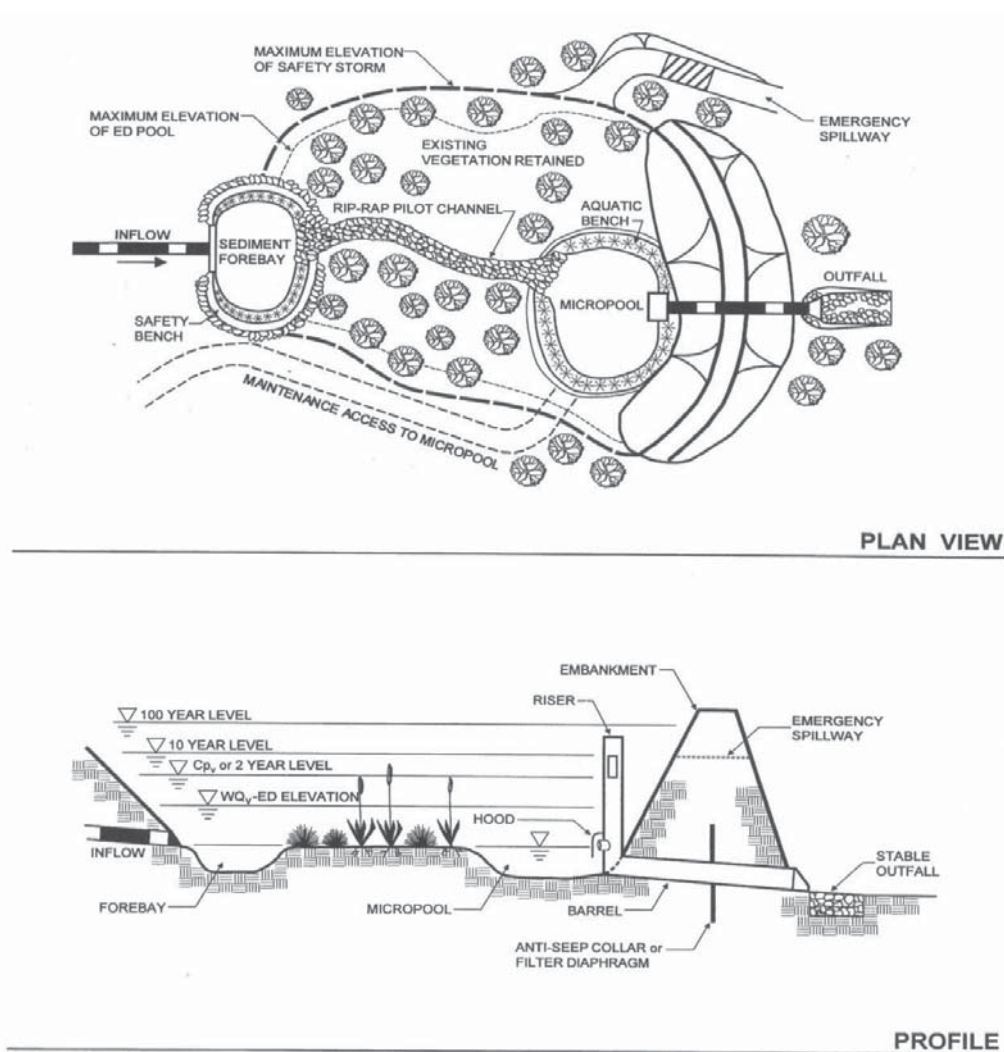 MAXIMUM ELEVATION
OF SAFETY STORM
MAXIMUM ELEVATION
OF ED POOL
EMERGENCY
SPILLWAY
EXISTING
VEGETATION RETAINED
RIP-RAP PILOT CHANNEL
AQUATIC
BENCH
INFLOW
SEDIMENT
FOREBAY
OUTFALL
MICROPOOL
SAFETY
BENCH
MAINTENANCE ACCESS TO MICROPOOL
PLAN VIEW
EMBANKMENT
RISER
100 YEAR LEVEL
EMERGENCY
SPILLWAY
10 YEAR LEVEL
Cpv or 2 YEAR LEVEL
WQv-ED ELEVATION
HOOD
INFLOW
STABLE
OUTFALL
FOREBAY
MICROPOOL
BARREL
ANTI-SEEP COLLAR or
FILTER DIAPHRAGM
PROFILE